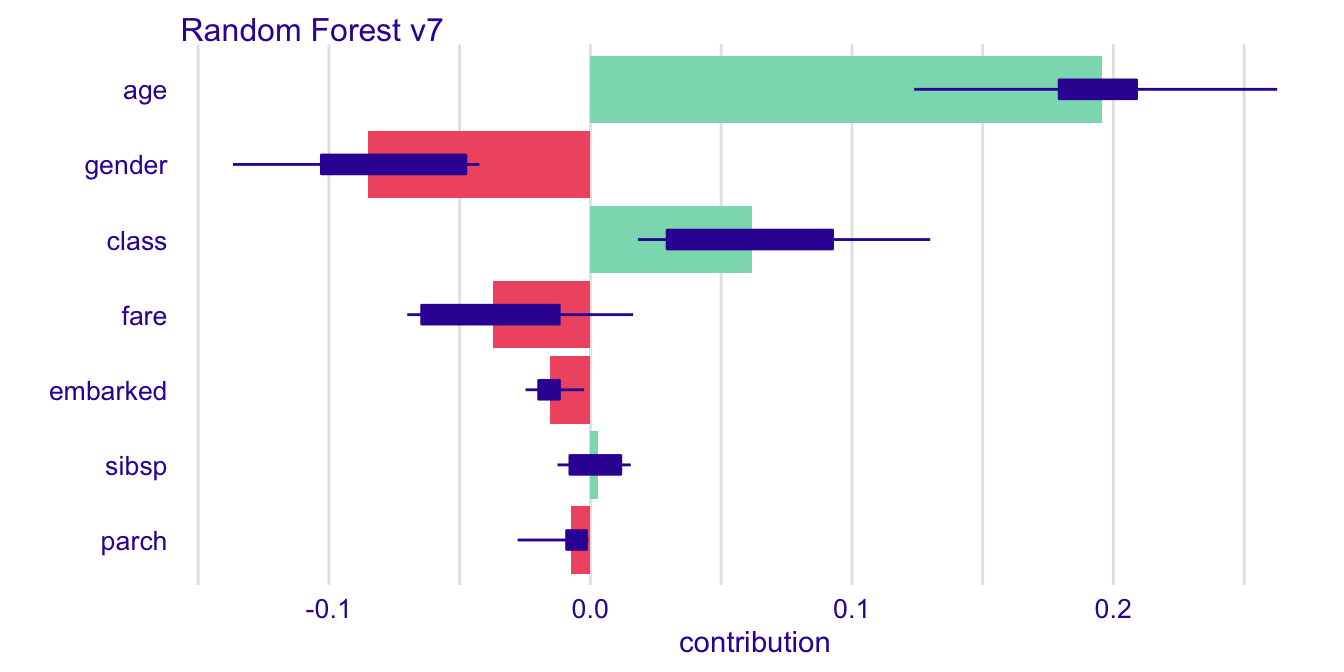 Random Forest v7
age
gender
class
fare
embarked
sibsp
parch
-0.1 0.0 0.1 0.2
contribution